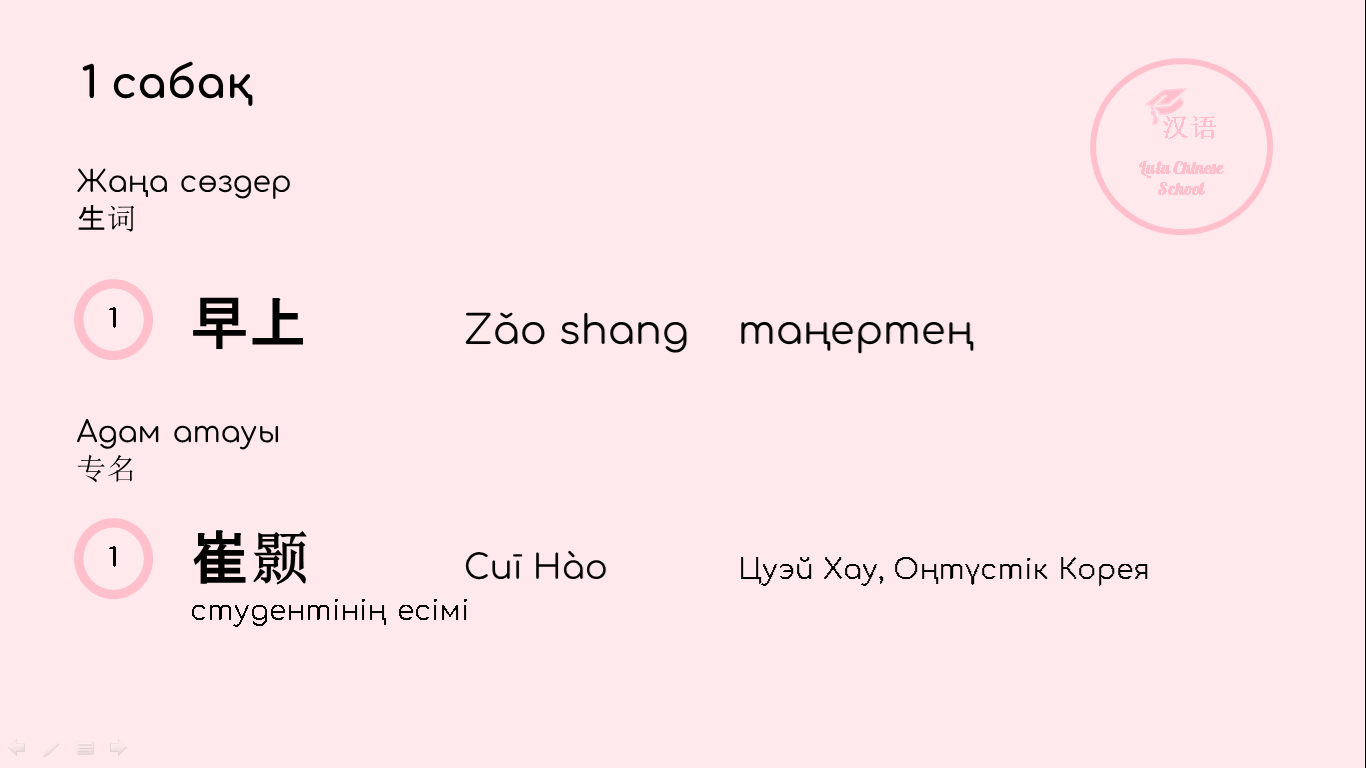 1 сабақ
汉语
Lulu Chinese
School
Жаңа сөздер
生词
1 早上 Zǎo shang таңертең
Адам атауы
专名
1 崔颢 Cuī Hào Цуэй Хау, Оңтүстік Корея
студентінің есімі